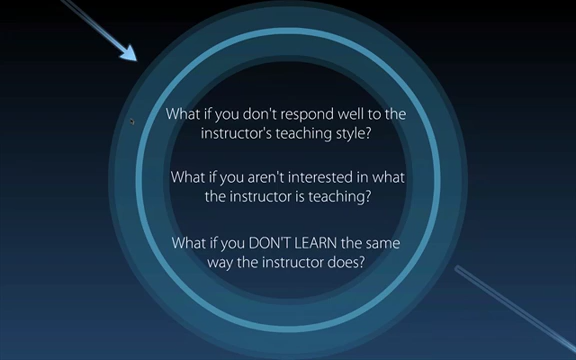 What if you don't respond well to the
instructor's teaching style?
What if you aren't interested in what
the instructor is teaching?
What if you DON'T LEARN the same
way the instructor does?